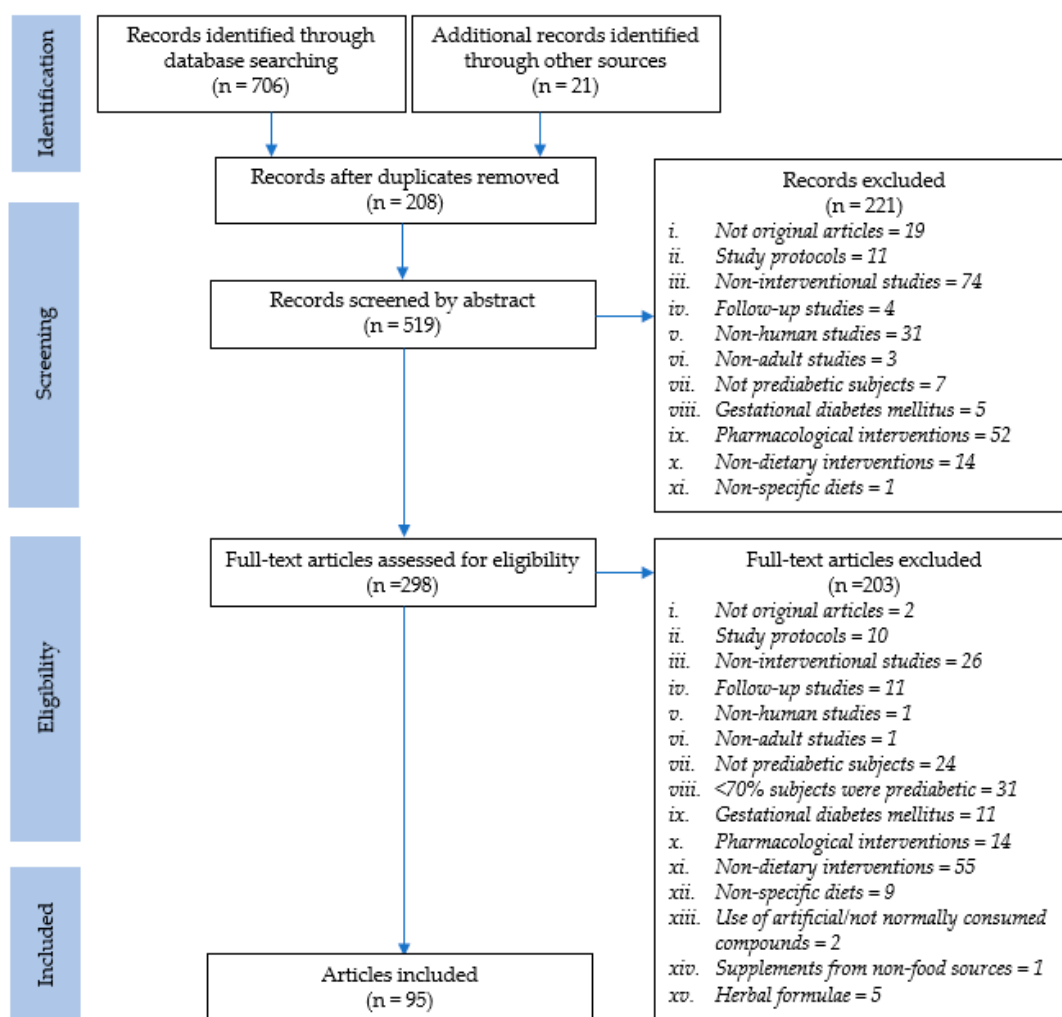 Identification
Records identified through
database searching
(n = 706)
Additional records identified
through other sources
(n = 21)
Records after duplicates removed
(n = 208)
Screening
Records screened by abstract
(n = 519)
Records excluded
(n = 221)
i. Not original articles = 19
ii. Study protocols = 11
iii. Non-interventional studies = 74
iv. Follow-up studies = 4
v. Non-human studies = 31
vi. Non-adult studies = 3
vii. Not prediabetic subjects = 7
viii. Gestational diabetes mellitus = 5
ix. Pharmacological interventions = 52
x. Non-dietary interventions = 14
xi. Non-specific diets = 1
Eligibility
Full-text articles assessed for eligibility
(n =298)
Full-text articles excluded
(n =203)
i. Not original articles = 2
ii. Study protocols = 10
iii. Non-interventional studies = 26
iv. Follow-up studies = 11
v. Non-human studies = 1
vi. Non-adult studies = 1
vii. Not prediabetic subjects = 24
viii. <70% subjects were prediabetic = 31
ix. Gestational diabetes mellitus = 11
x. Pharmacological interventions = 14
xi. Non-dietary interventions = 55
xii. Non-specific diets = 9
xiii. Use of artificial/not normally consumed
compounds = 2
xiv. Supplements from non-food sources = 1
xv. Herbal formulae = 5
Included
Articles included
(n = 95)